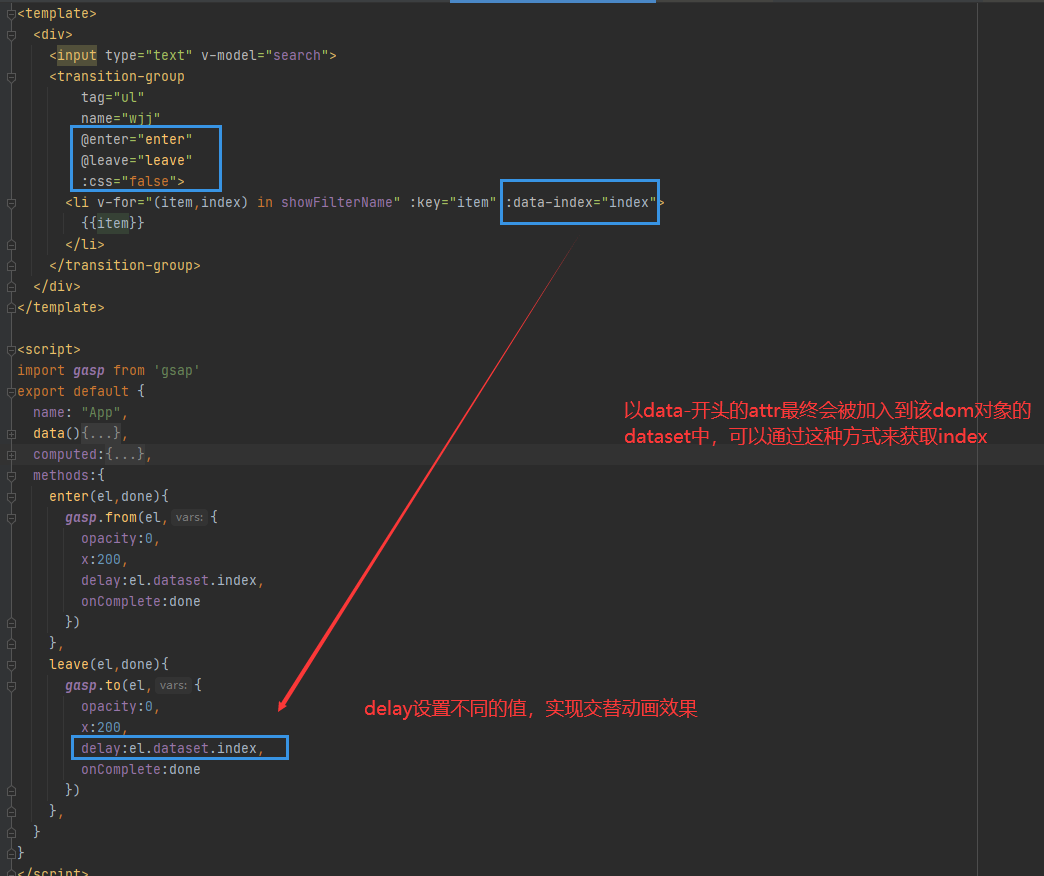 <template>
<div>
<input type="text" v-model="search">
<transition-group
tag="ul"
name="wjj"
@enter="enter"
@leave="leave"
:css="false">
<li v-for="(item,index) in showFilterName" :key="item" :data-index="index">
{{item}}
</li>
</transition-group>
</div>
</template>
<script>
import gasp from 'gsap'
export default {
name: "App",
data(){...},
computed:{...},
methods:{
enter(el,done){
gasp.from(el, vars: {
opacity:0,
x:200,
delay:el.dataset.index,
onComplete:done
})
},
leave(el,done){
gasp.to(el, vars: {
opacity:0,
x:200,
delay:el.dataset.index,
onComplete:done
})
},
}
}
</script>
以data-开头的attr最终会被加入到该dom对象的
dataset中，可以通过这种方式来获取index
delay设置不同的值，实现交替动画效果